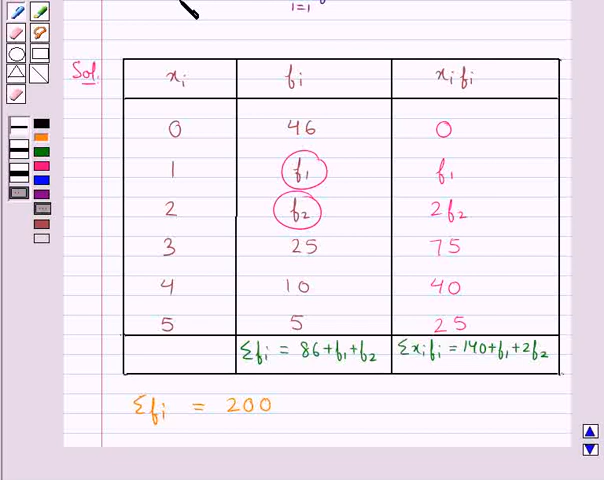 i=1
Sol.
xi fi xifi
0 46 0
1 f1 f1
2 f2 2f2
3 25 75
4 10 40
5 5 25
Σfi = 86+f1+f2 Σxifi = 140+f1+2f2
Σfi = 200